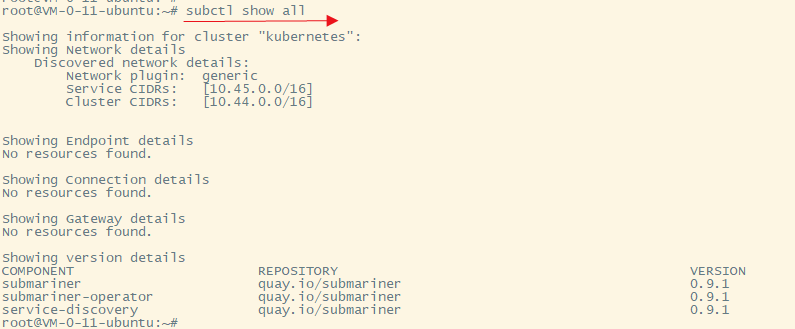 root@VM-0-11-ubuntu:~# subctl show all
Showing information for cluster "kubernetes":
Showing Network details
    Discovered network details:
        Network plugin:  generic
        Service CIDRs:   [10.45.0.0/16]
        Cluster CIDRs:   [10.44.0.0/16]
Showing Endpoint details
No resources found.
Showing Connection details
No resources found.
Showing Gateway details
No resources found.
Showing version details
COMPONENT                       REPOSITORY                                            VERSION
submariner                      quay.io/submariner                                    0.9.1
submariner-operator             quay.io/submariner                                    0.9.1
service-discovery               quay.io/submariner                                    0.9.1
root@VM-0-11-ubuntu:~#